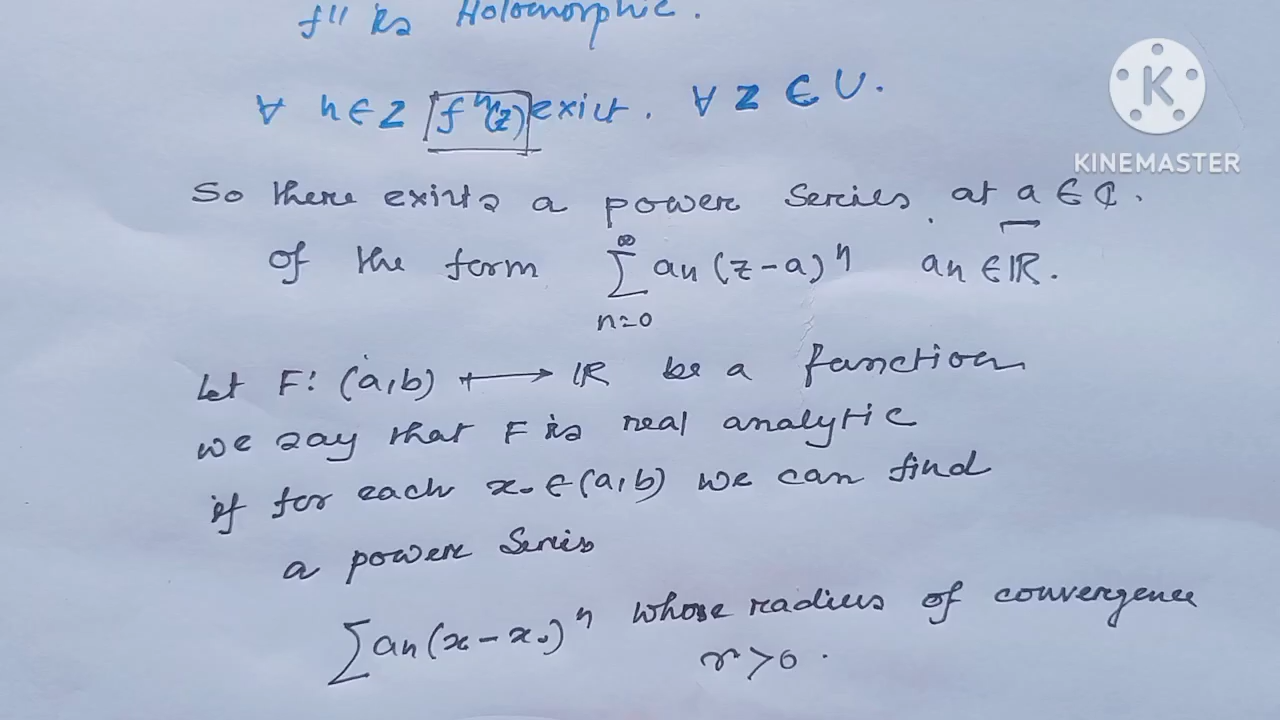 f'' is Holomorphic.
∀ n ∈ Z f^n(z) exist. ∀ Z ∈ U.
KINEMASTER
So there exists a power Series at a ∈ ℂ.
of the form ∑_{n=0}^{∞} an (z-a)^n an ∈ ℝ.
Let F: (a,b) ⟼ ℝ be a function
we say that F is real analytic
if for each x₀ ∈ (a,b) we can find
a power Series
∑ an (x - x₀)^n whose radius of convergence
r > 0.